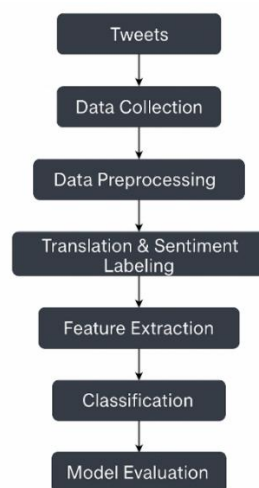 Tweets
Data Collection
Data Preprocessing
Translation & Sentiment
Labeling
Feature Extraction
Classification
Model Evaluation